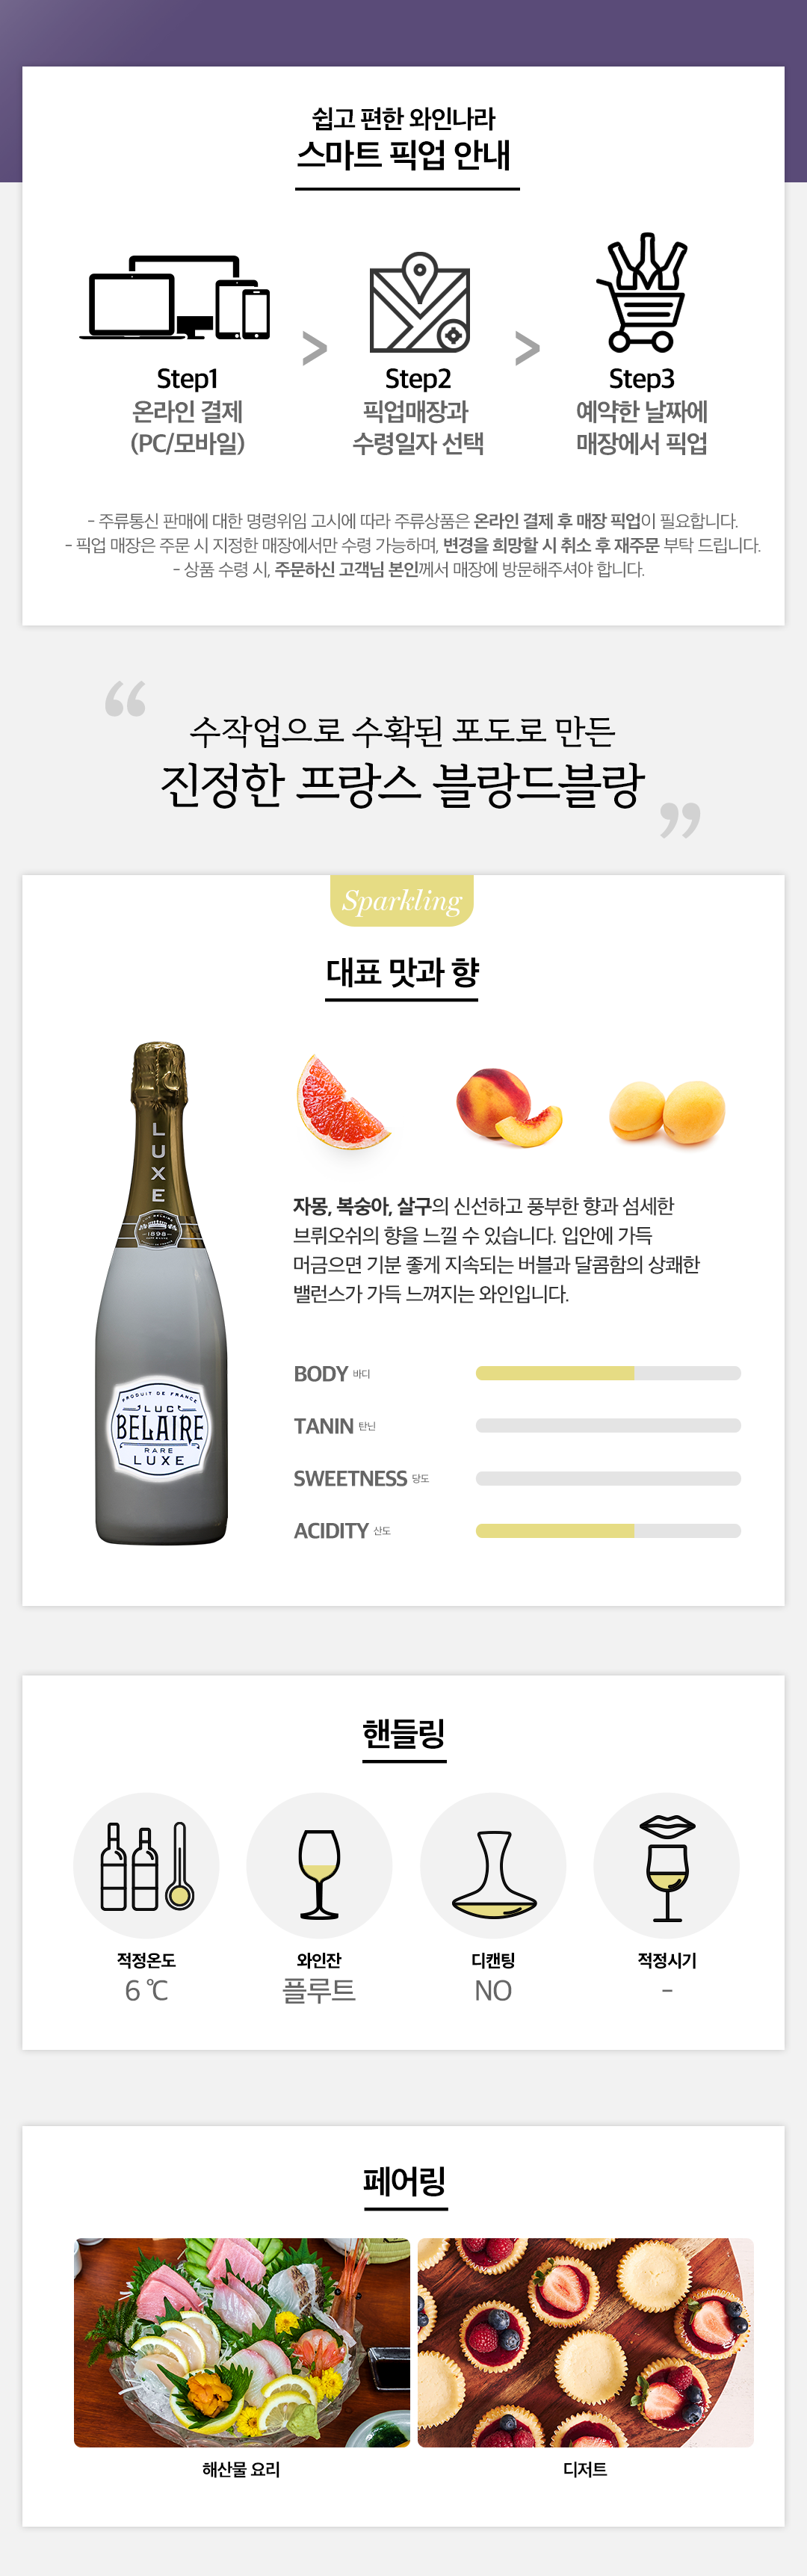 쉽고 편한 와인나라
스마트 픽업 안내
Step1
온라인 결제
(PC/모바일)
>
Step2
픽업매장과
수령일자 선택
>
Step3
예약한 날짜에
매장에서 픽업
- 주류통신 판매에 대한 명령위임 고시에 따라 주류상품은 온라인 결제 후 매장 픽업이 필요합니다.
- 픽업 매장은 주문 시 지정한 매장에서만 수령 가능하며, 변경을 희망할 시 취소 후 재주문 부탁 드립니다.
- 상품 수령 시, 주문하신 고객님 본인께서 매장에 방문해주셔야 합니다.
“
수작업으로 수확된 포도로 만든
진정한 프랑스 블랑드블랑
”
Sparkling
대표 맛과 향
LUXE
LUC BELAIRE
1898
PRODUIT DE FRANCE
LUC
BELAIRE
RARE
LUXE
자몽, 복숭아, 살구의 신선하고 풍부한 향과 섬세한
브뤼오쉬의 향을 느낄 수 있습니다. 입안에 가득
머금으면 기분 좋게 지속되는 버블과 달콤함의 상쾌한
밸런스가 가득 느껴지는 와인입니다.
BODY 바디
TANIN 탄닌
SWEETNESS 당도
ACIDITY 산도
핸들링
적정온도
6 ℃
와인잔
플루트
디캔팅
NO
적정시기
-
페어링
해산물 요리
디저트